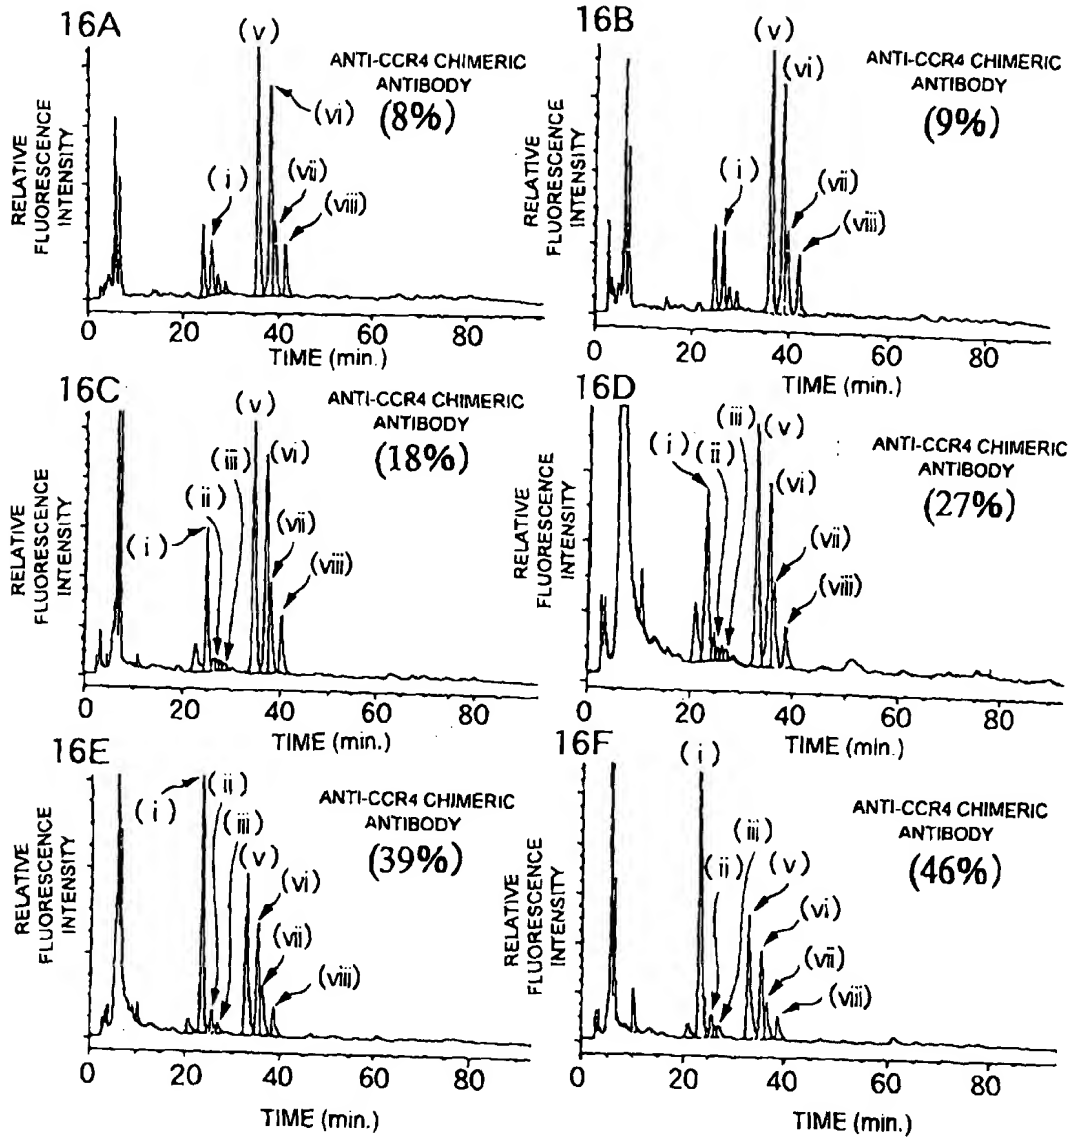 16A
(v)
ANTI-CCR4 CHIMERIC
ANTIBODY
(8%)
(vi)
(i)
(vii)
(viii)
RELATIVE
FLUORESCENCE
INTENSITY
0 20 40 60 80
TIME (min.)
16B
(v)
ANTI-CCR4 CHIMERIC
ANTIBODY
(9%)
(vi)
(i)
(vii)
(viii)
RELATIVE
FLUORESCENCE
INTENSITY
0 20 40 60 80
TIME (min.)
16C
(v)
ANTI-CCR4 CHIMERIC
ANTIBODY
(18%)
(iii)
(vi)
(ii)
(vii)
(i)
(viii)
RELATIVE
FLUORESCENCE
INTENSITY
0 20 40 60 80
TIME (min.)
16D
(iii)
(v)
(i)
(ii)
ANTI-CCR4 CHIMERIC
ANTIBODY
(27%)
(vi)
(vii)
(viii)
RELATIVE
FLUORESCENCE
INTENSITY
0 20 40 60 80
TIME (min.)
16E
(i)
(ii)
ANTI-CCR4 CHIMERIC
ANTIBODY
(39%)
(iii)
(v)
(vi)
(vii)
(viii)
RELATIVE
FLUORESCENCE
INTENSITY
0 20 40 60 80
TIME (min.)
16F
(i)
ANTI-CCR4 CHIMERIC
ANTIBODY
(46%)
(iii)
(ii)
(v)
(vi)
(vii)
(viii)
RELATIVE
FLUORESCENCE
INTENSITY
0 20 40 60 80
TIME (min.)